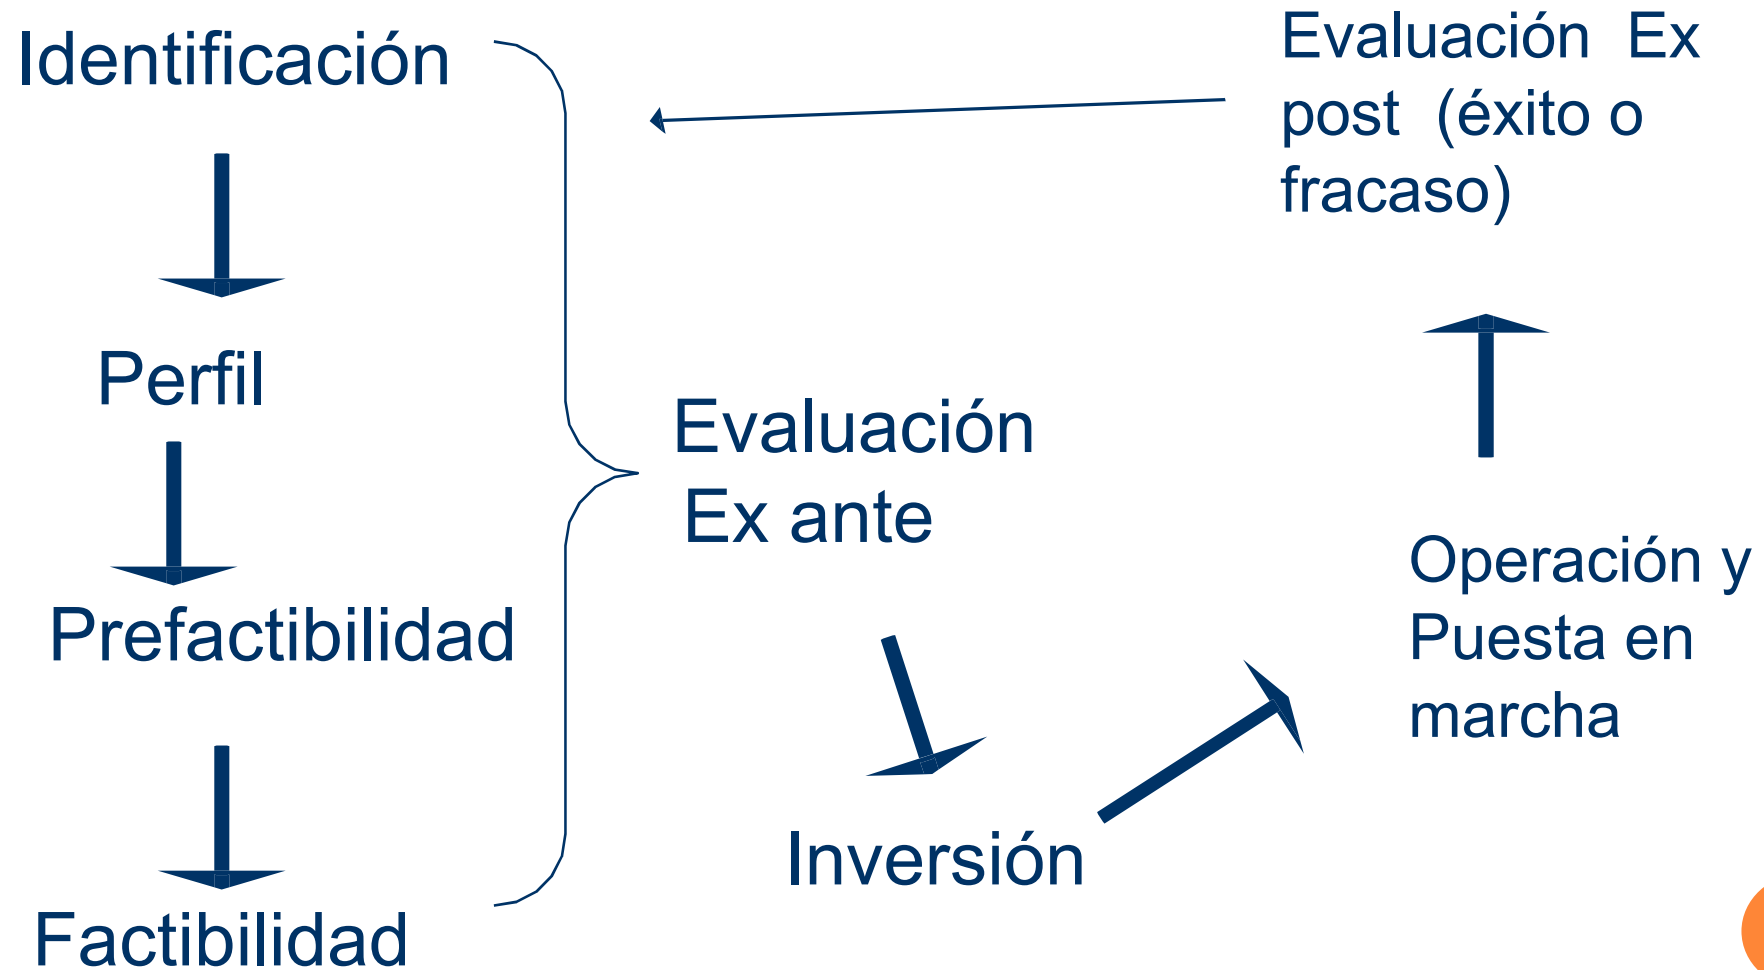 Identificación
Perfil
Prefactibilidad
Factibilidad
Evaluación
Ex ante
Inversión
Operación y
Puesta en
marcha
Evaluación  Ex
post  (éxito o
fracaso)